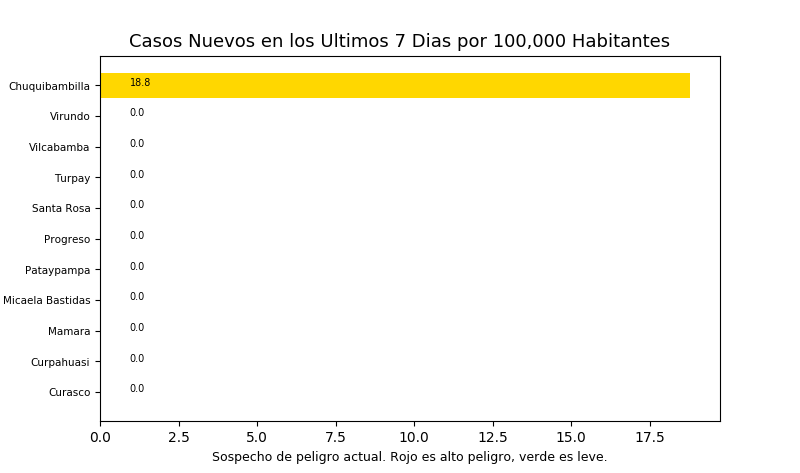 Casos Nuevos en los Ultimos 7 Dias por 100,000 Habitantes
Chuquibambilla 18.8
Virundo 0.0
Vilcabamba 0.0
Turpay 0.0
Santa Rosa 0.0
Progreso 0.0
Pataypampa 0.0
Micaela Bastidas 0.0
Mamara 0.0
Curpahuasi 0.0
Curasco 0.0
0.0 2.5 5.0 7.5 10.0 12.5 15.0 17.5
Sospecho de peligro actual. Rojo es alto peligro, verde es leve.